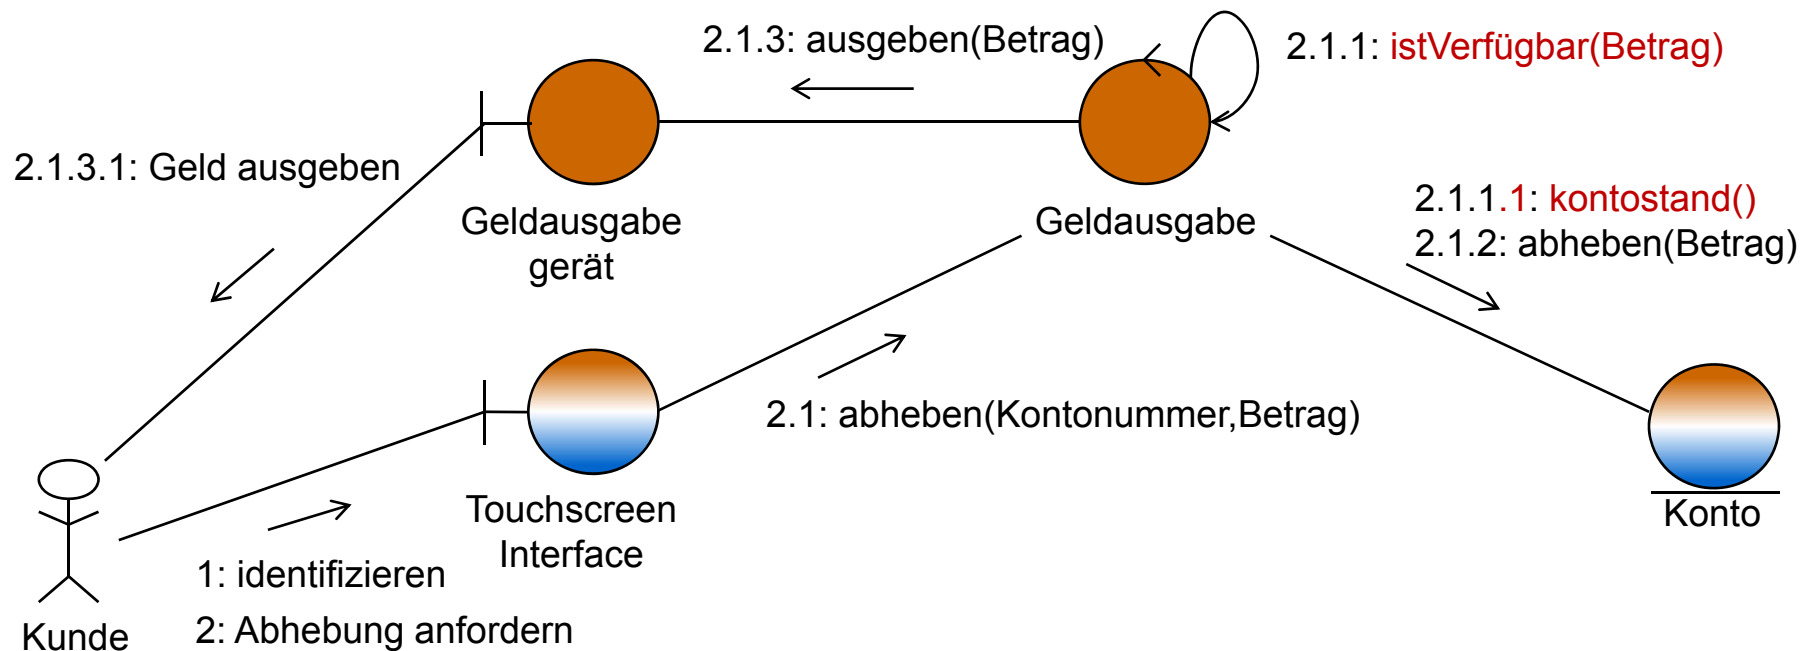 2.1.3: ausgeben(Betrag)
2.1.1: istVerfügbar(Betrag)
2.1.3.1: Geld ausgeben
Geldausgabe
gerät
Geldausgabe
2.1.1.1: kontostand()
2.1.2: abheben(Betrag)
2.1: abheben(Kontonummer,Betrag)
Touchscreen
Interface
Konto
1: identifizieren
2: Abhebung anfordern
Kunde